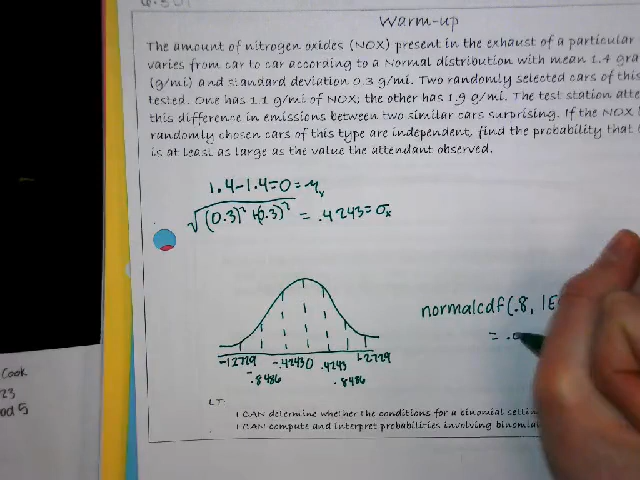 Warm-up
The amount of nitrogen oxides (NOX) present in the exhaust of a particular
varies from car to car according to a Normal distribution with mean 1.4 gra
(g/mi) and standard deviation 0.3 g/mi. Two randomly selected cars of this
tested. One has 1.1 g/mi of NOX; the other has 1.9 g/mi. The test station atte
this difference in emissions between two similar cars surprising. If the NOX
randomly chosen cars of this type are independent, find the probability that
is at least as large as the value the attendant observed.
1.4-1.4=0=μx
√(0.3)²+(0.3)² = .4243=σx
normalcdf(.8, 1E
= .0
-1.2729 -.4243 0 .4243 1.2729
-.8486 .8486
Cook
23
od 5
LT:
I CAN determine whether the conditions for a binomial settin
I CAN compute and interpret probabilities involving binomial